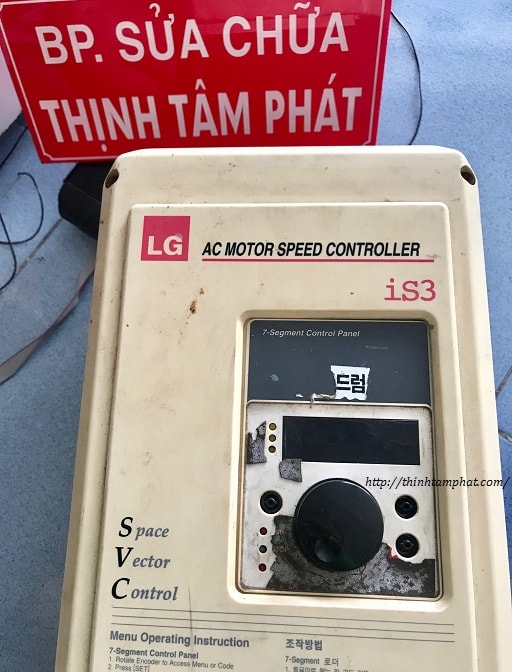 BP. SỬA CHỮA
THỊNH TÂM PHÁT
LG AC MOTOR SPEED CONTROLLER
iS3
7-Segment Control Panel
드럼
http://thinhtamphat.com/
Space
Vector
Control
Menu Operating Instruction
7-Segment Control Panel
1. Rotate Encoder to Access Menu or Code
2. Press [SET]
조작방법
7-Segment 로더